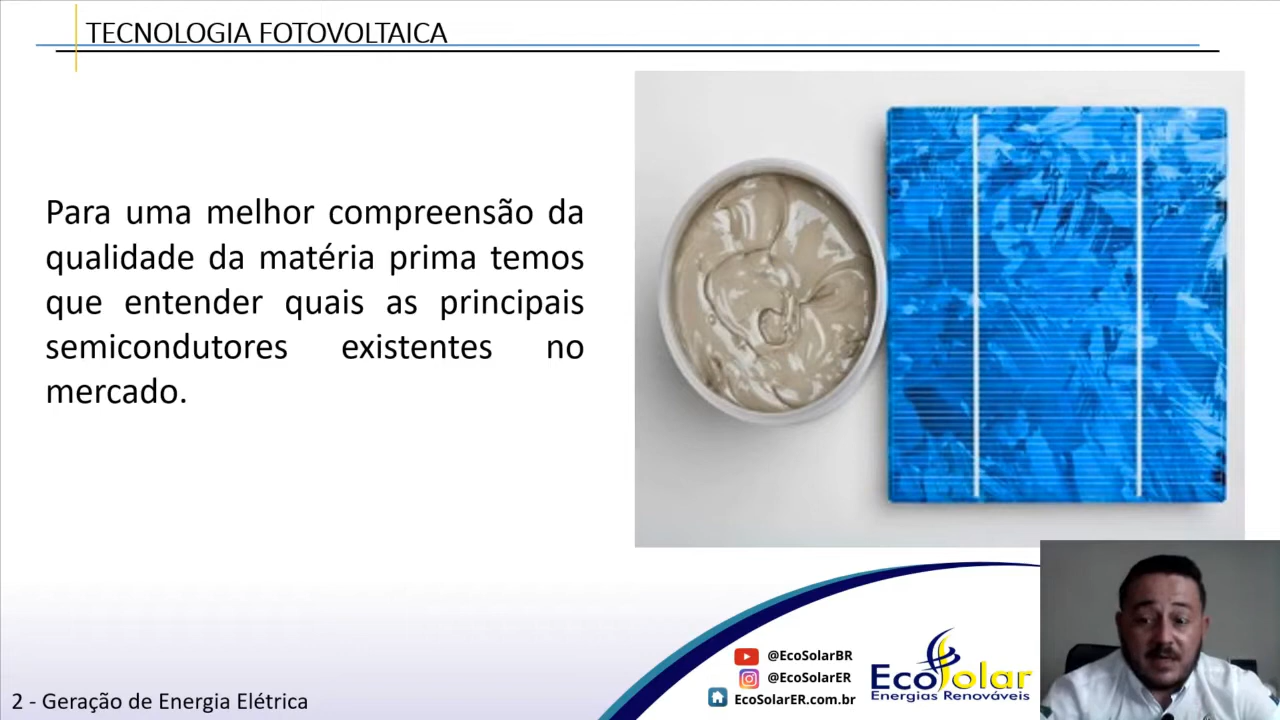 TECNOLOGIA FOTOVOLTAICA
Para uma melhor compreensão da
qualidade da matéria prima temos
que entender quais as principais
semicondutores existentes no
mercado.
@EcoSolarBR
@EcoSolarER
EcoSolarER.com.br
EcoSolar
Energias Renováveis
2 - Geração de Energia Elétrica